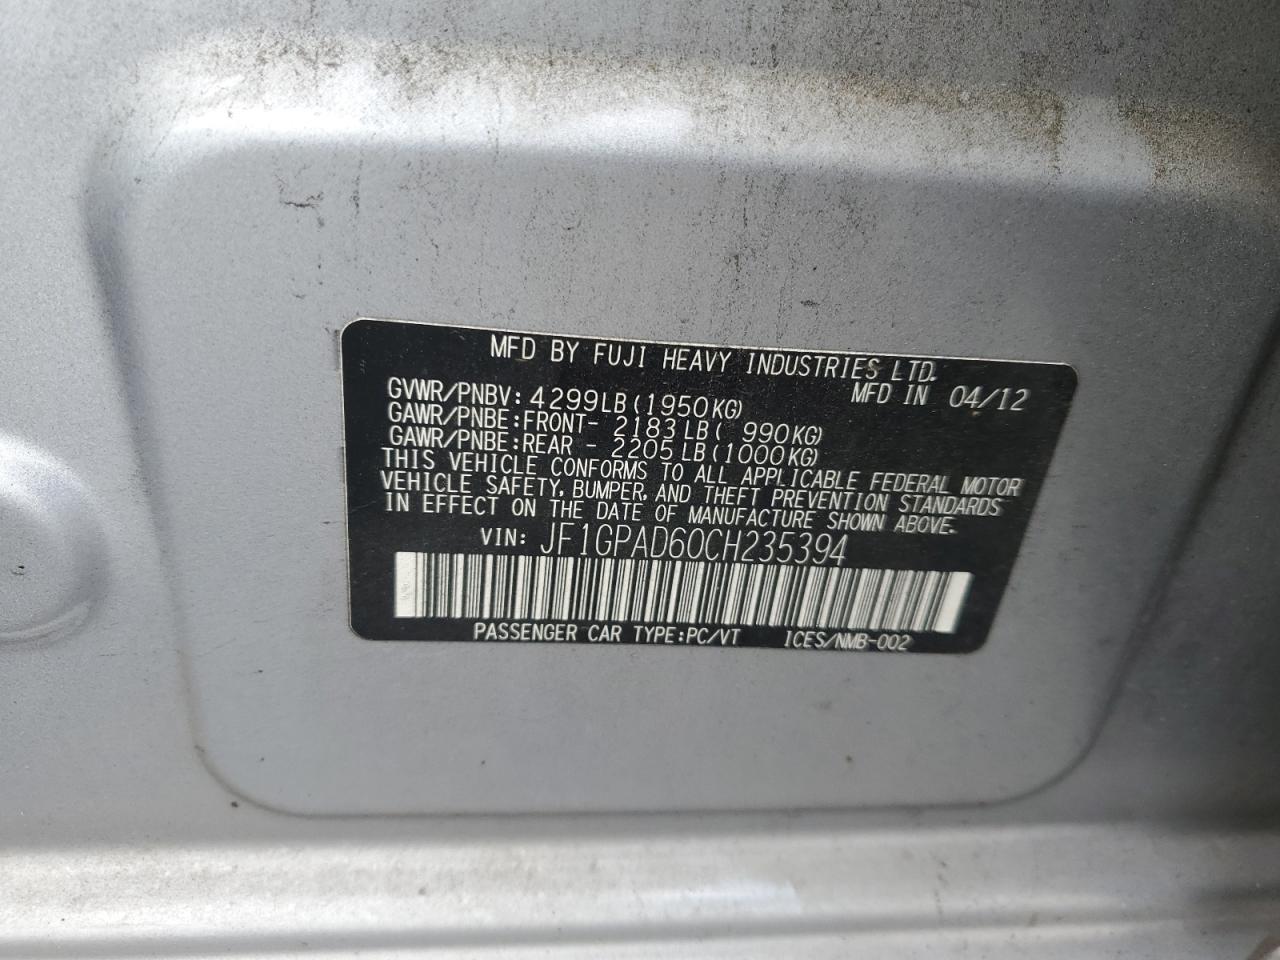 MFD BY FUJI HEAVY INDUSTRIES LTD.
MFD IN 04/12
GVWR/PNBV: 4299LB(1950KG)
GAWR/PNBE:FRONT- 2183LB( 990KG)
GAWR/PNBE:REAR - 2205LB(1000KG)
THIS VEHICLE CONFORMS TO ALL APPLICABLE FEDERAL MOTOR
VEHICLE SAFETY, BUMPER, AND THEFT PREVENTION STANDARDS
IN EFFECT ON THE DATE OF MANUFACTURE SHOWN ABOVE.
VIN: JF1GPAD60CH235394
PASSENGER CAR TYPE:PC/VT ICES/NMB-002